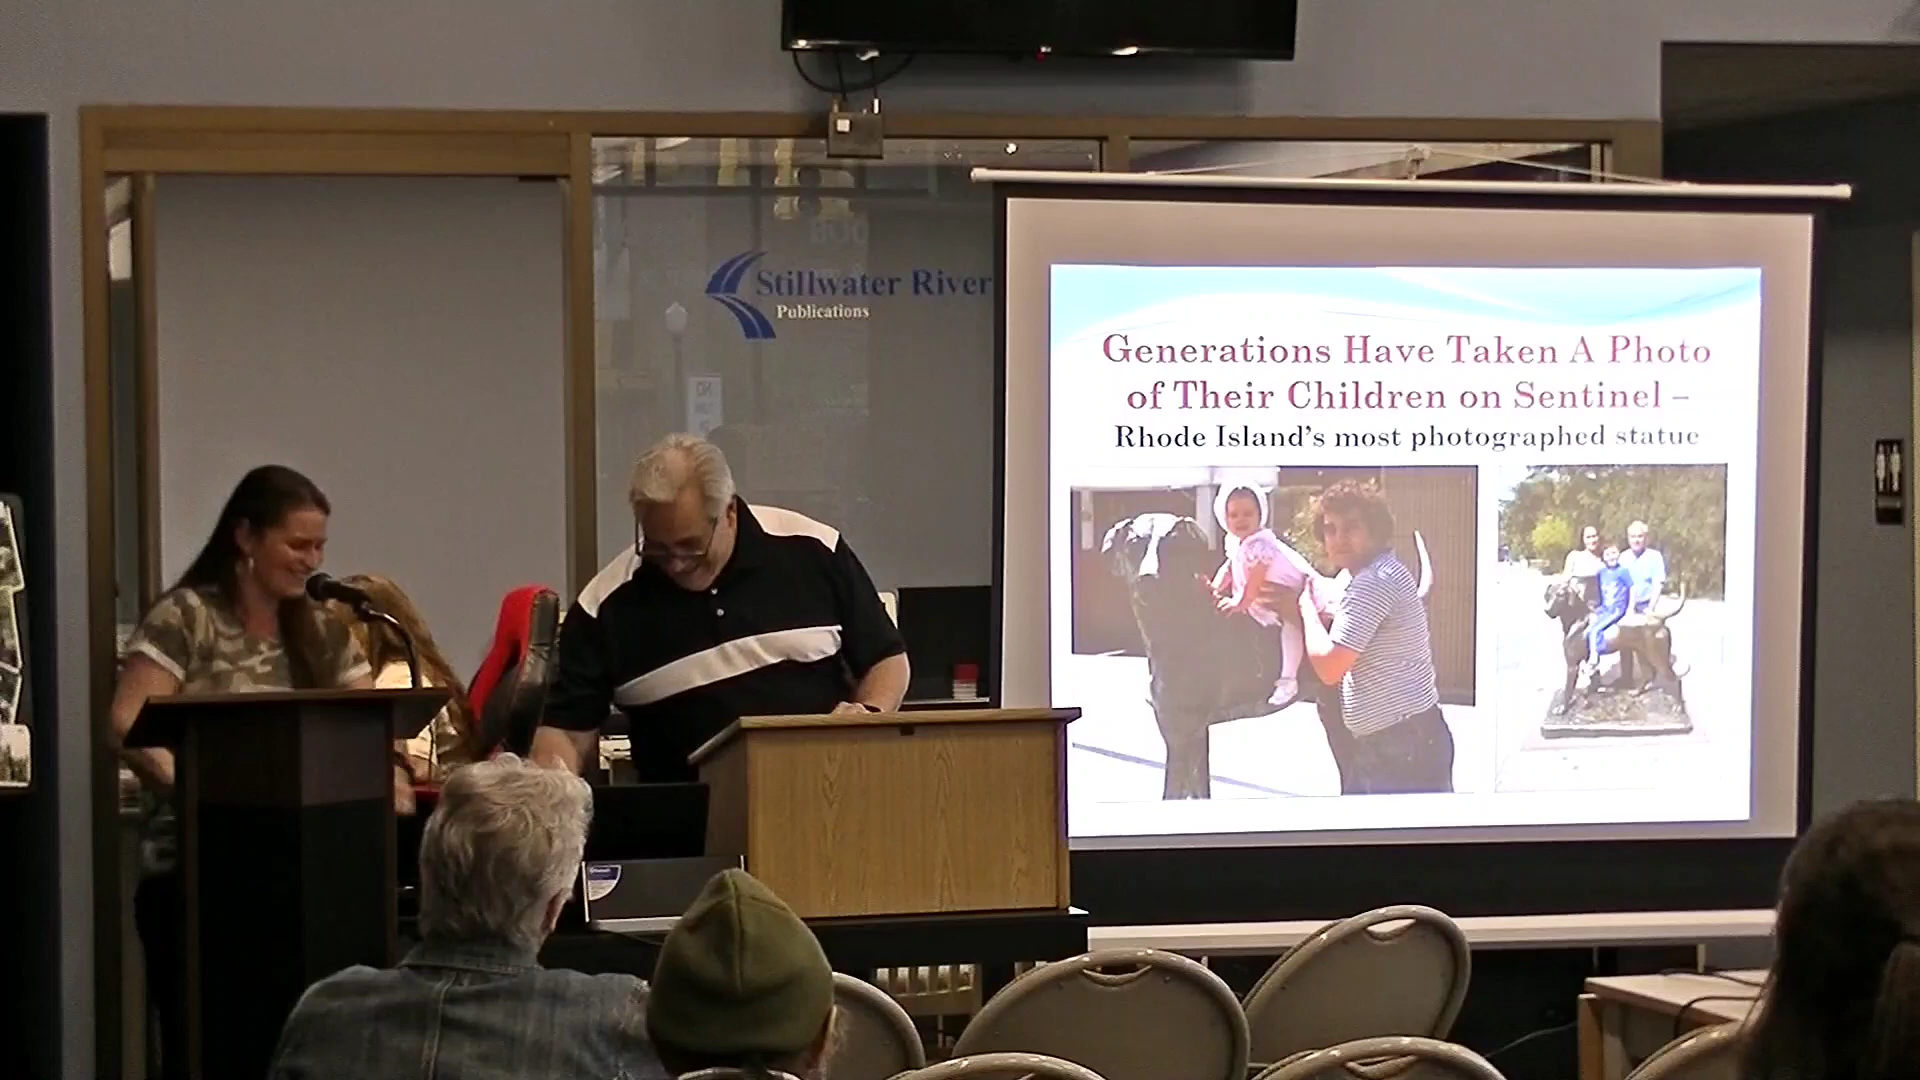 Stillwater River
Publications
Generations Have Taken A Photo
of Their Children on Sentinel –
Rhode Island's most photographed statue